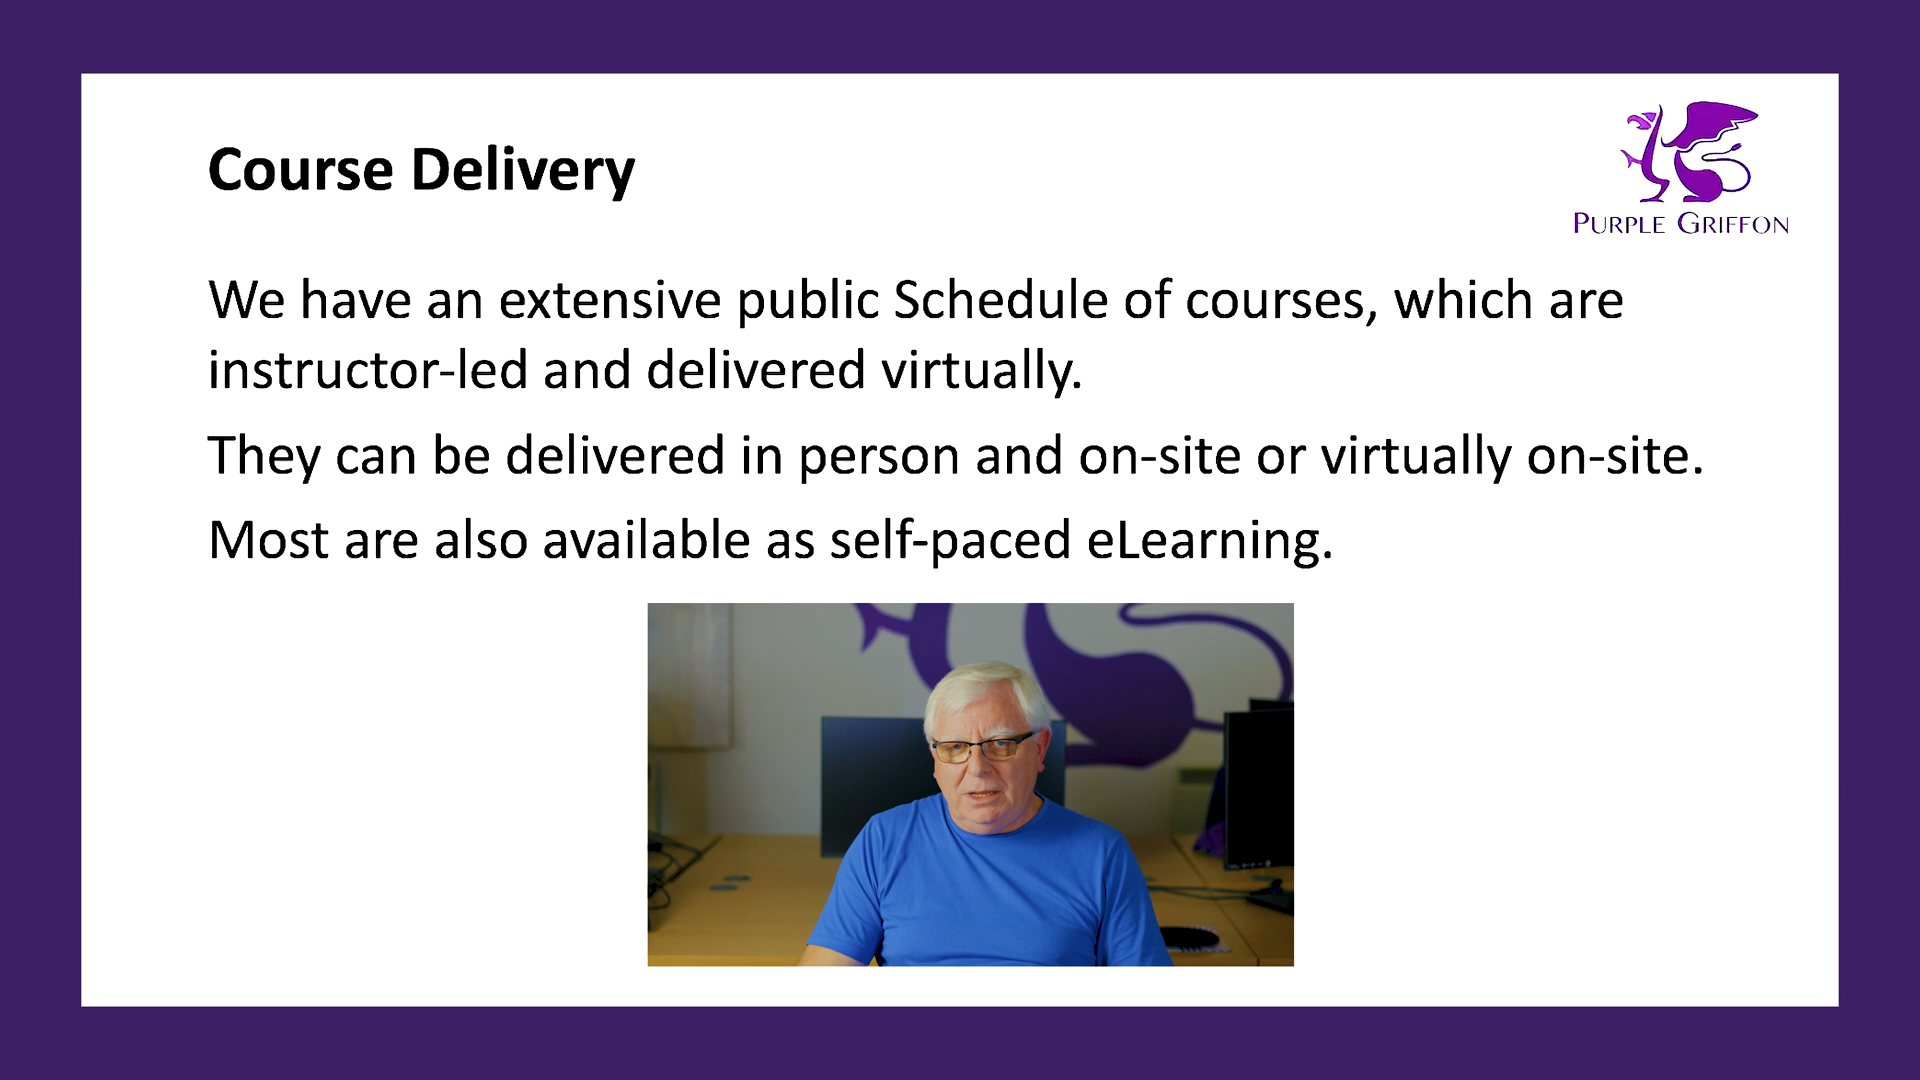 Course Delivery
PURPLE GRIFFON
We have an extensive public Schedule of courses, which are
instructor-led and delivered virtually.
They can be delivered in person and on-site or virtually on-site.
Most are also available as self-paced eLearning.